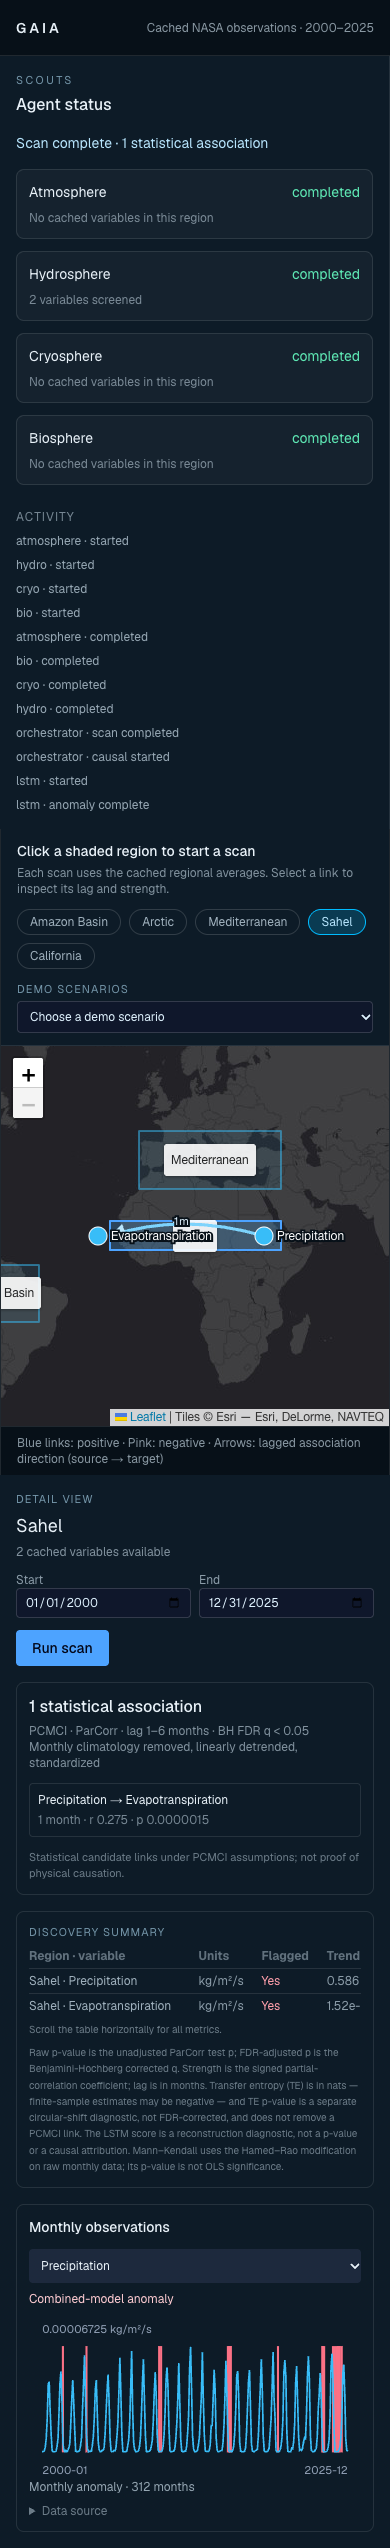 GAIA
Cached NASA observations · 2000–2025
SCOUTS
Agent status
Scan complete · 1 statistical association
Atmosphere completed
No cached variables in this region
Hydrosphere completed
2 variables screened
Cryosphere completed
No cached variables in this region
Biosphere completed
No cached variables in this region
ACTIVITY
atmosphere · started
hydro · started
cryo · started
bio · started
atmosphere · completed
bio · completed
cryo · completed
hydro · completed
orchestrator · scan completed
orchestrator · causal started
lstm · started
lstm · anomaly complete
Click a shaded region to start a scan
Each scan uses the cached regional averages. Select a link to
inspect its lag and strength.
Amazon Basin Arctic Mediterranean Sahel
California
DEMO SCENARIOS
Choose a demo scenario
+
−
Mediterranean
1m
Evapotranspiration Precipitation
Basin
Leaflet | Tiles © Esri — Esri, DeLorme, NAVTEQ
Blue links: positive · Pink: negative · Arrows: lagged association
direction (source → target)
DETAIL VIEW
Sahel
2 cached variables available
Start End
01/01/2000 12/31/2025
Run scan
1 statistical association
PCMCI · ParCorr · lag 1–6 months · BH FDR q < 0.05
Monthly climatology removed, linearly detrended,
standardized
Precipitation → Evapotranspiration
1 month · r 0.275 · p 0.0000015
Statistical candidate links under PCMCI assumptions; not proof of
physical causation.
DISCOVERY SUMMARY
Region · variable Units Flagged Trend
Sahel · Precipitation kg/m²/s Yes 0.586
Sahel · Evapotranspiration kg/m²/s Yes 1.52e-
Scroll the table horizontally for all metrics.
Raw p-value is the unadjusted ParCorr test p; FDR-adjusted p is the
Benjamini-Hochberg corrected q. Strength is the signed partial-
correlation coefficient; lag is in months. Transfer entropy (TE) is in nats —
finite-sample estimates may be negative — and TE p-value is a separate
circular-shift diagnostic, not FDR-corrected, and does not remove a
PCMCI link. The LSTM score is a reconstruction diagnostic, not a p-value
or a causal attribution. Mann–Kendall uses the Hamed–Rao modification
on raw monthly data; its p-value is not OLS significance.
Monthly observations
Precipitation
Combined-model anomaly
0.00006725 kg/m²/s
2000-01 2025-12
Monthly anomaly · 312 months
Data source